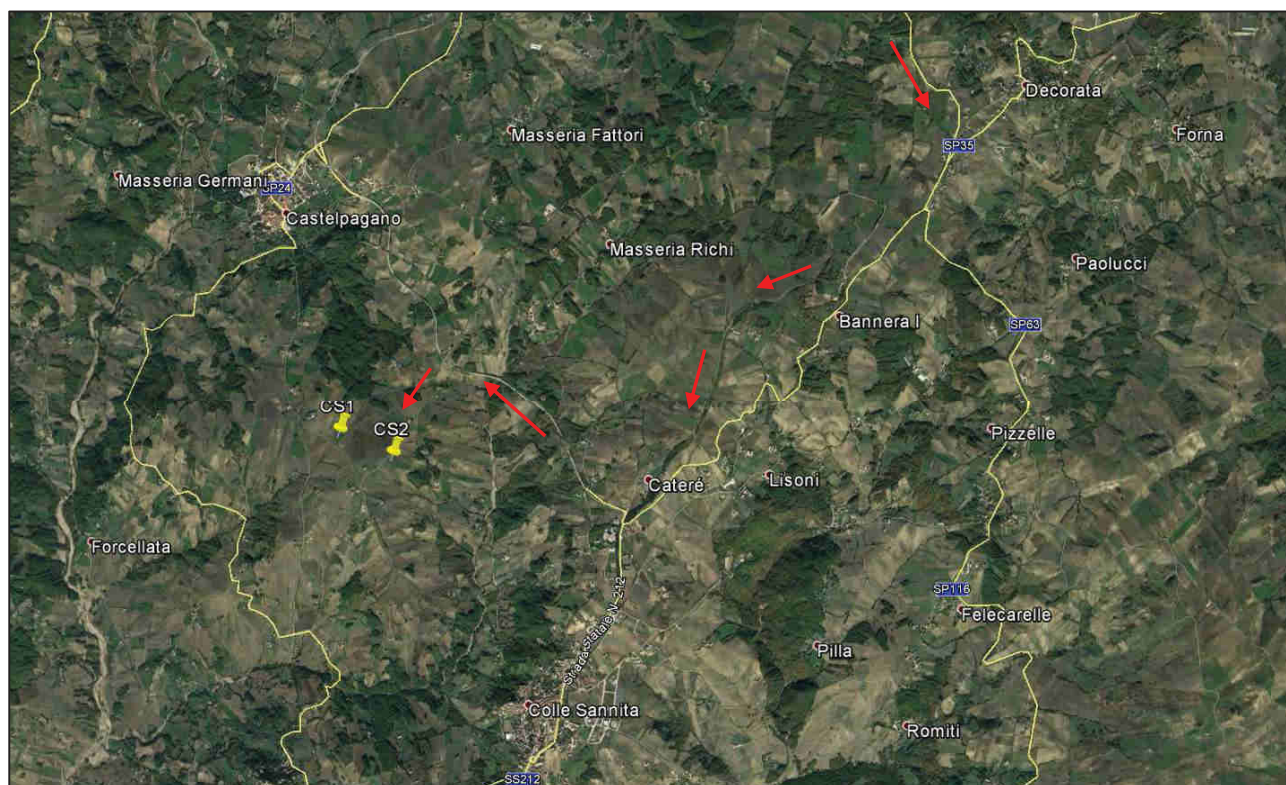 Decorata
Masseria Fattori
Forna
SP35
Masseria Germani
SP24
Castelpagano
Masseria Richi
Paolucci
Bannera I
SP63
CS1
CS2
Pizzelle
Cateré
Lisoni
Forcellata
SP116
Felecarelle
Strada Statale N. 212
Pilla
Colle Sannita
Romiti
SS212